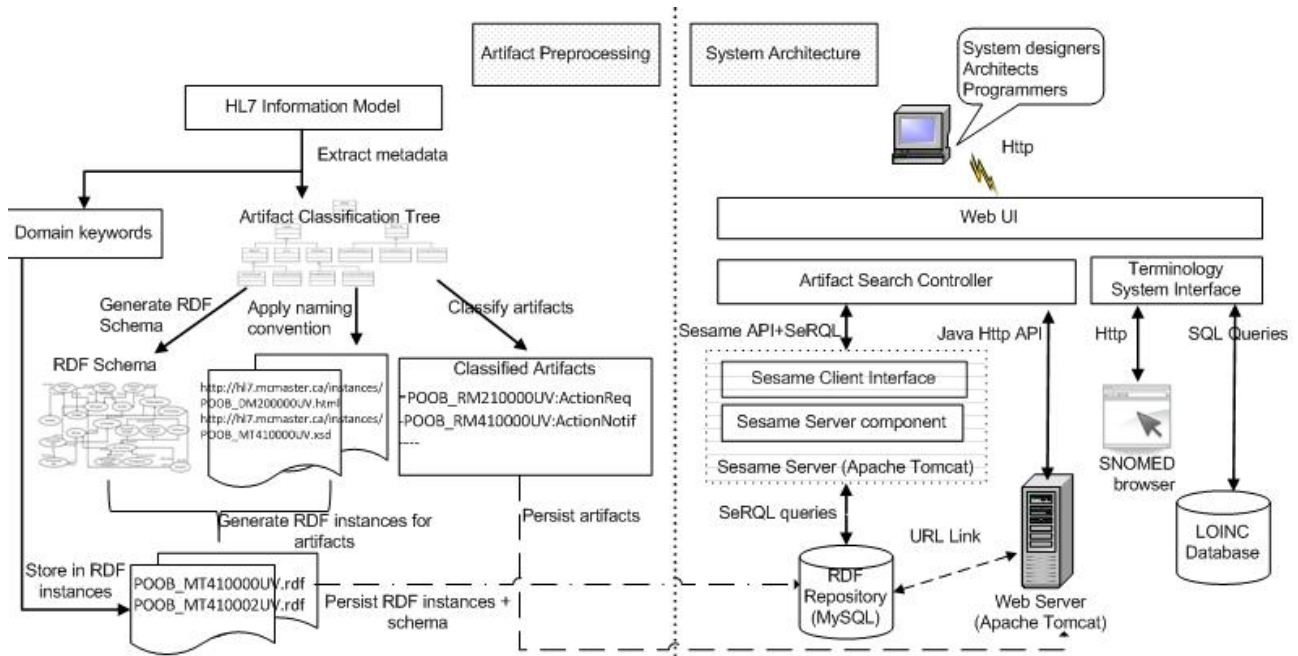 Artifact Preprocessing
System Architecture
System designers
Architects
Programmers
HL7 Information Model
Extract metadata
Http
Domain keywords
Artifact Classification Tree
Web UI
Artifact Search Controller
Terminology
System Interface
Generate RDF
Schema
Apply naming
convention
Classify artifacts
Sesame API+SeRQL
Java Http API
Http
SQL Queries
RDF Schema
http://hl7.mcmaster.ca/instances/
POOB_DM200000UV.html
http://hl7.mcmaster.ca/instances/
POOB_MT410000UV.xsd
Classified Artifacts
-POOB_RM210000UV:ActionReq
-POOB_RM410000UV:ActionNotif
----
Sesame Client Interface
Sesame Server component
Sesame Server (Apache Tomcat)
SNOMED
browser
Generate RDF instances for
artifacts
Persist artifacts
SeRQL queries
URL Link
LOINC
Database
Store in RDF
instances
POOB_MT410000UV.rdf
POOB_MT410002UV.rdf
Persist RDF instances +
schema
RDF
Repository
(MySQL)
Web Server
(Apache Tomcat)